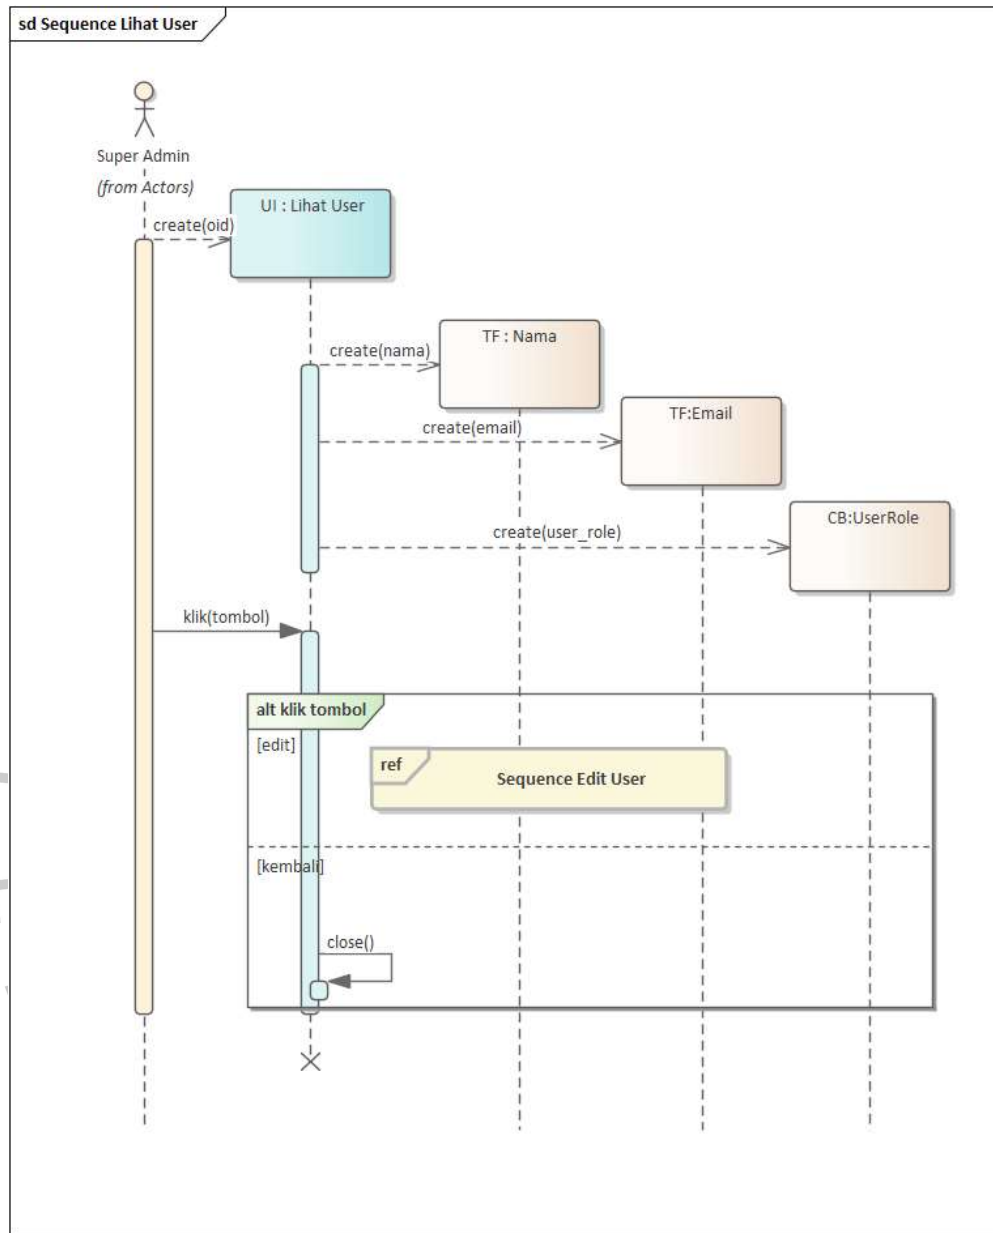 sd Sequence Lihat User
Super Admin
(from Actors)
create(oid)
UI : Lihat User
create(nama)
TF : Nama
create(email)
TF:Email
create(user_role)
CB:UserRole
klik(tombol)
alt klik tombol
[edit]
ref
Sequence Edit User
[kembali]
close()